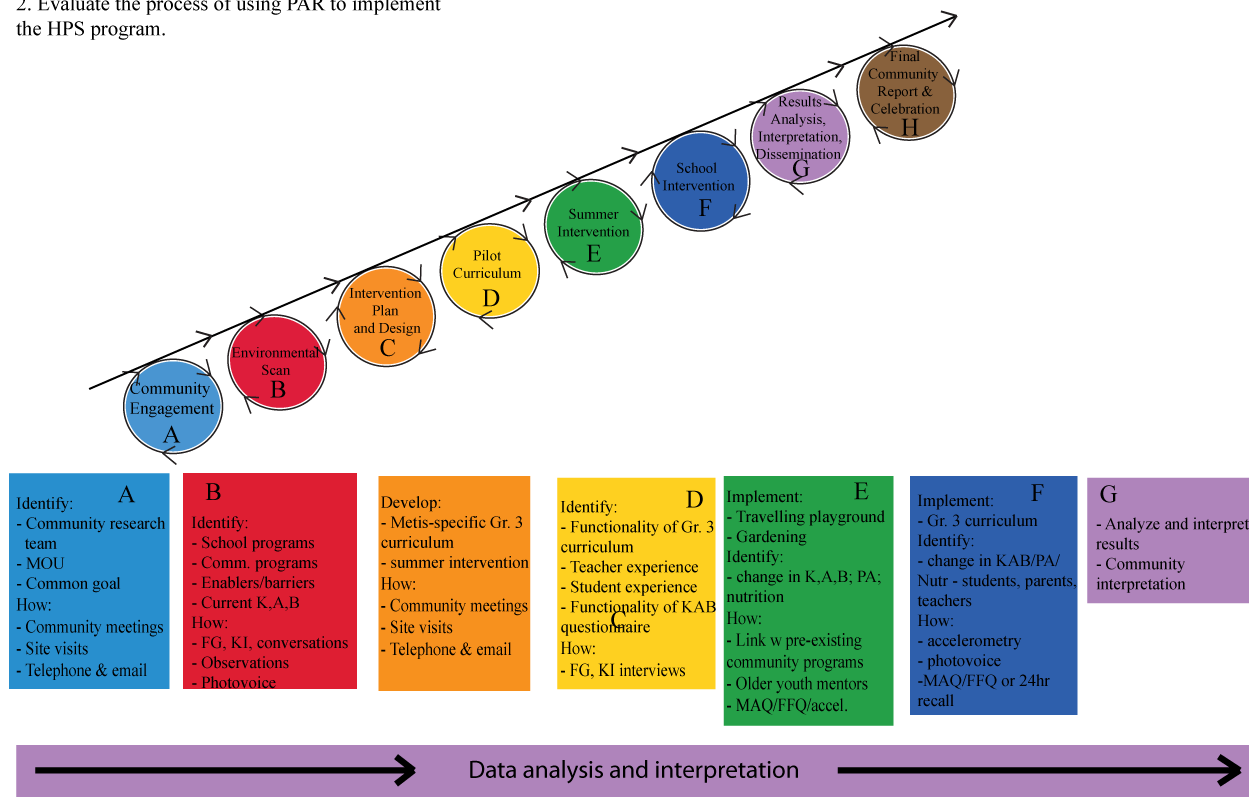 2. Evaluate the process of using PAR to implement
the HPS program.
Community
Engagement
A
Environmental
Scan
B
Intervention
Plan
and Design
C
Pilot
Curriculum
D
Summer
Intervention
E
School
Intervention
F
Results
Analysis,
Interpretation,
Dissemination
G
Final
Community
Report &
Celebration
H
A
Identify:
- Community research
team
- MOU
- Common goal
How:
- Community meetings
- Site visits
- Telephone & email
B
Identify:
- School programs
- Comm. programs
- Enablers/barriers
- Current K,A,B
How:
- FG, KI, conversations
- Observations
- Photovoice
Develop:
- Metis-specific Gr. 3
curriculum
- summer intervention
How:
- Community meetings
- Site visits
- Telephone & email
D
Identify:
- Functionality of Gr. 3
curriculum
- Teacher experience
- Student experience
- Functionality of KAB
questionnaire
C
How:
- FG, KI interviews
E
Implement:
- Travelling playground
- Gardening
Identify:
- change in K,A,B; PA;
nutrition
How:
- Link w pre-existing
community programs
- Older youth mentors
- MAQ/FFQ/accel.
F
Implement:
- Gr. 3 curriculum
Identify:
- change in KAB/PA/
Nutr - students, parents,
teachers
How:
- accelerometry
- photovoice
-MAQ/FFQ or 24hr
recall
G
- Analyze and interpret
results
- Community
interpretation
Data analysis and interpretation